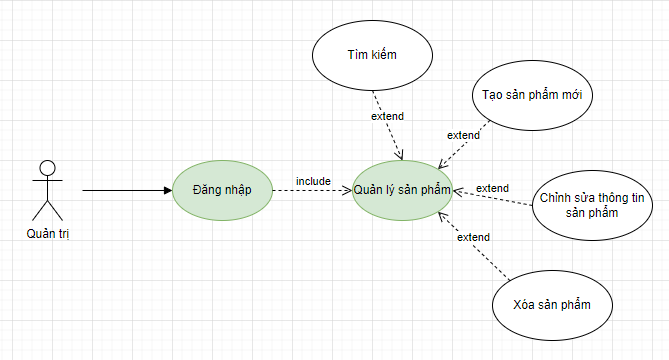 Tìm kiếm
extend
Tạo sản phẩm mới
extend
Quản trị
Đăng nhập
include
Quản lý sản phẩm
extend
Chỉnh sửa thông tin
sản phẩm
extend
Xóa sản phẩm